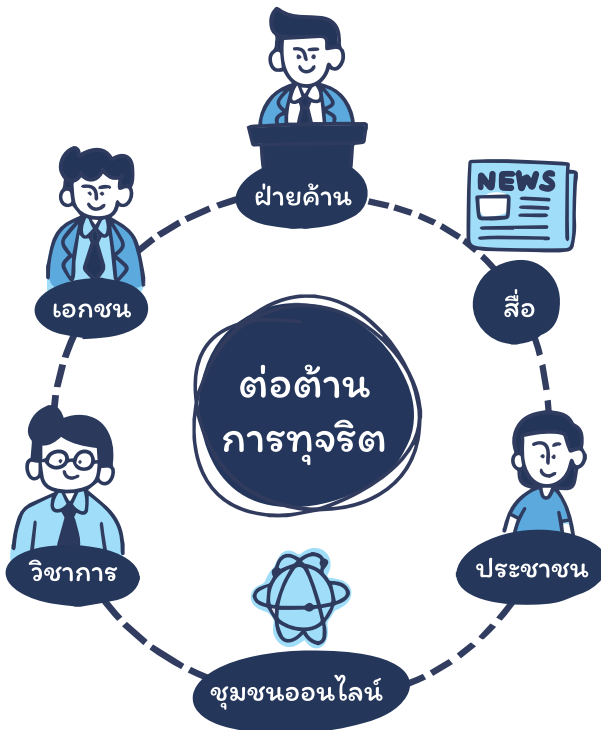 ฝ่ายค้าน
NEWS
เอกชน
สื่อ
ต่อต้าน
การทุจริต
วิชาการ
ประชาชน
ชุมชนออนไลน์